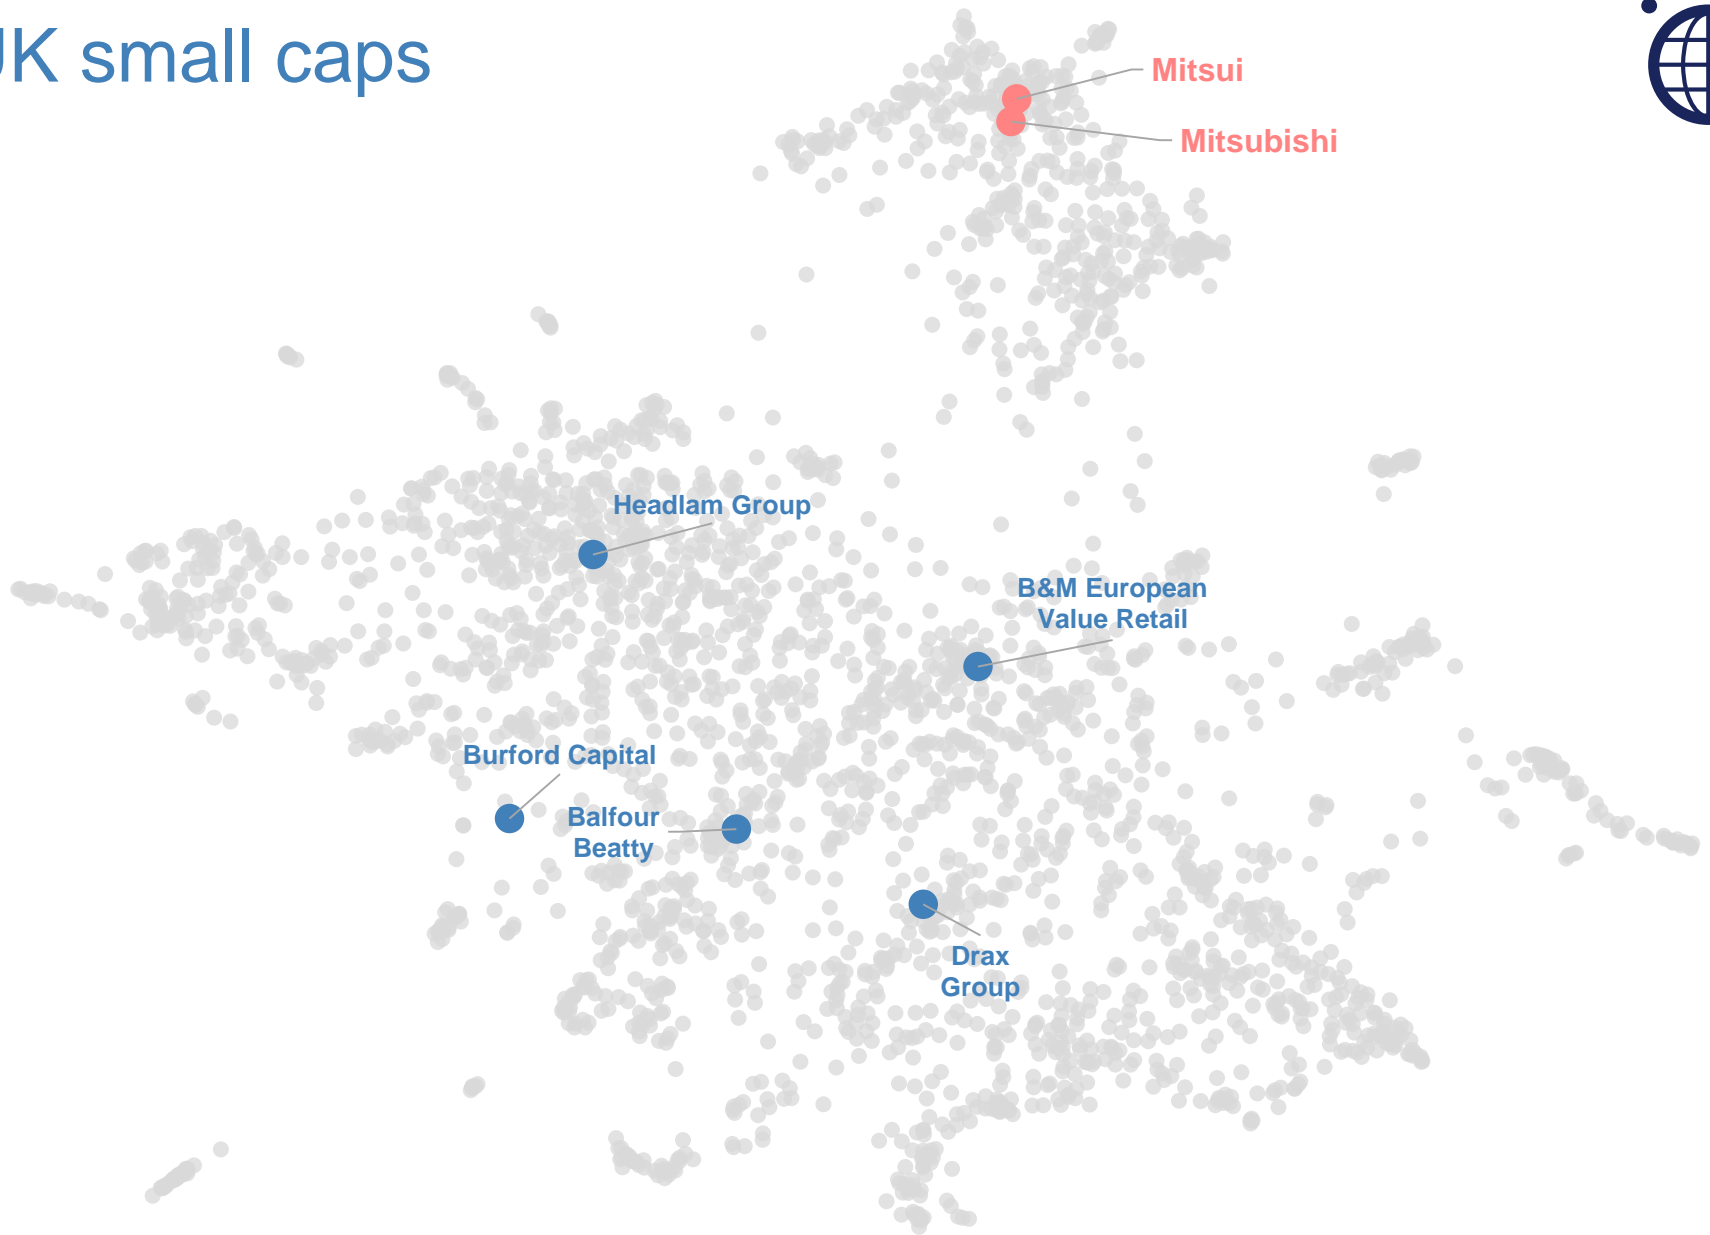 UK small caps
Mitsui
Mitsubishi
Headlam Group
B&M European
Value Retail
Burford Capital
Balfour
Beatty
Drax
Group